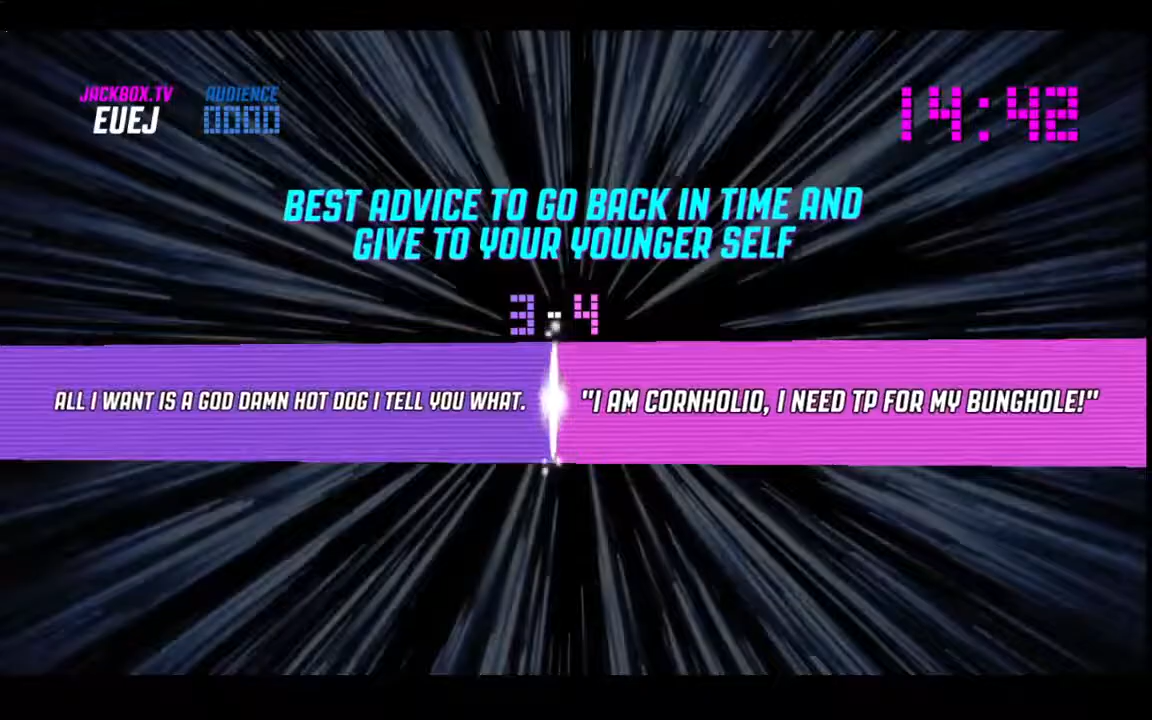 JACKBOX.TV
EUEJ
AUDIENCE
0000
14:42
BEST ADVICE TO GO BACK IN TIME AND
GIVE TO YOUR YOUNGER SELF
3-4
ALL I WANT IS A GOD DAMN HOT DOG I TELL YOU WHAT.
"I AM CORNHOLIO, I NEED TP FOR MY BUNGHOLE!"